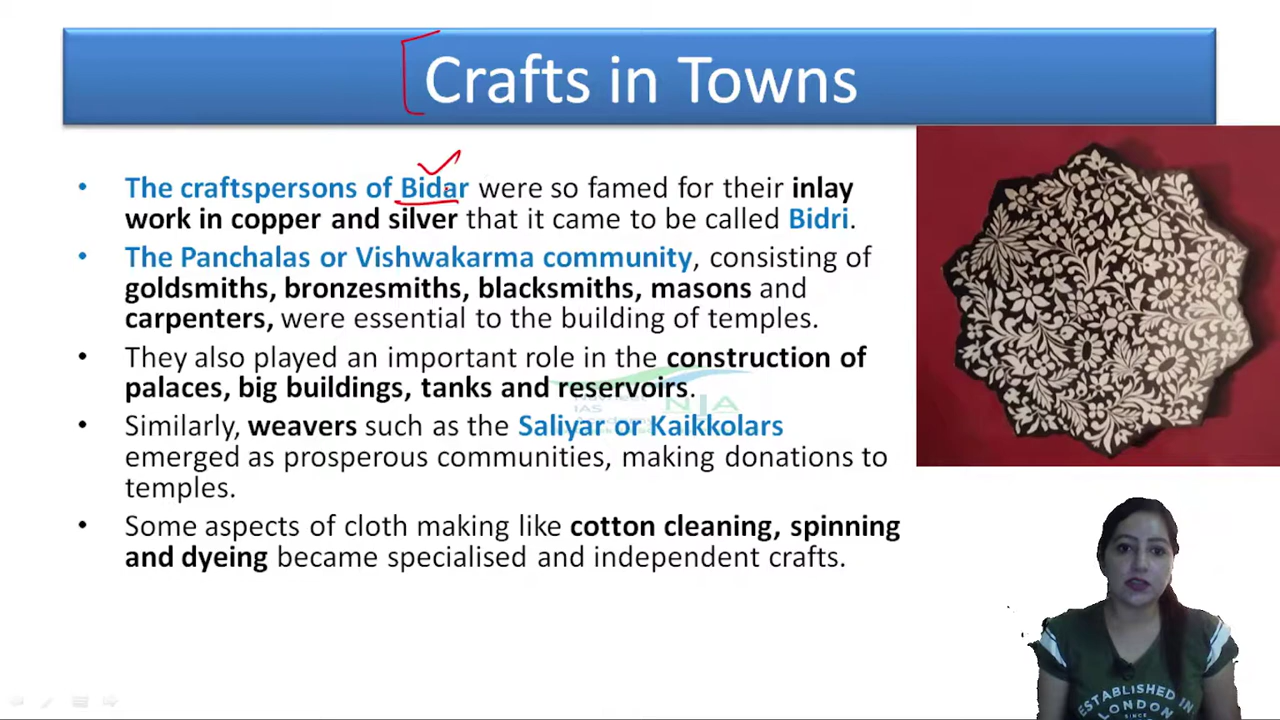 Crafts in Towns
• The craftspersons of Bidar were so famed for their inlay
work in copper and silver that it came to be called Bidri.
• The Panchalas or Vishwakarma community, consisting of
goldsmiths, bronzesmiths, blacksmiths, masons and
carpenters, were essential to the building of temples.
• They also played an important role in the construction of
palaces, big buildings, tanks and reservoirs.
• Similarly, weavers such as the Saliyar or Kaikkolars
emerged as prosperous communities, making donations to
temples.
• Some aspects of cloth making like cotton cleaning, spinning
and dyeing became specialised and independent crafts.
IAS
NIA
ESTABLISHED IN
LONDON
SINCE